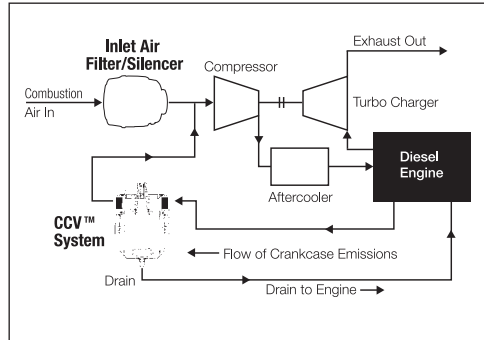 Inlet Air
Filter/Silencer
Compressor
Exhaust Out
Combustion
Air In
Turbo Charger
Diesel
Engine
Aftercooler
CCV™
System
Flow of Crankcase Emissions
Drain
Drain to Engine